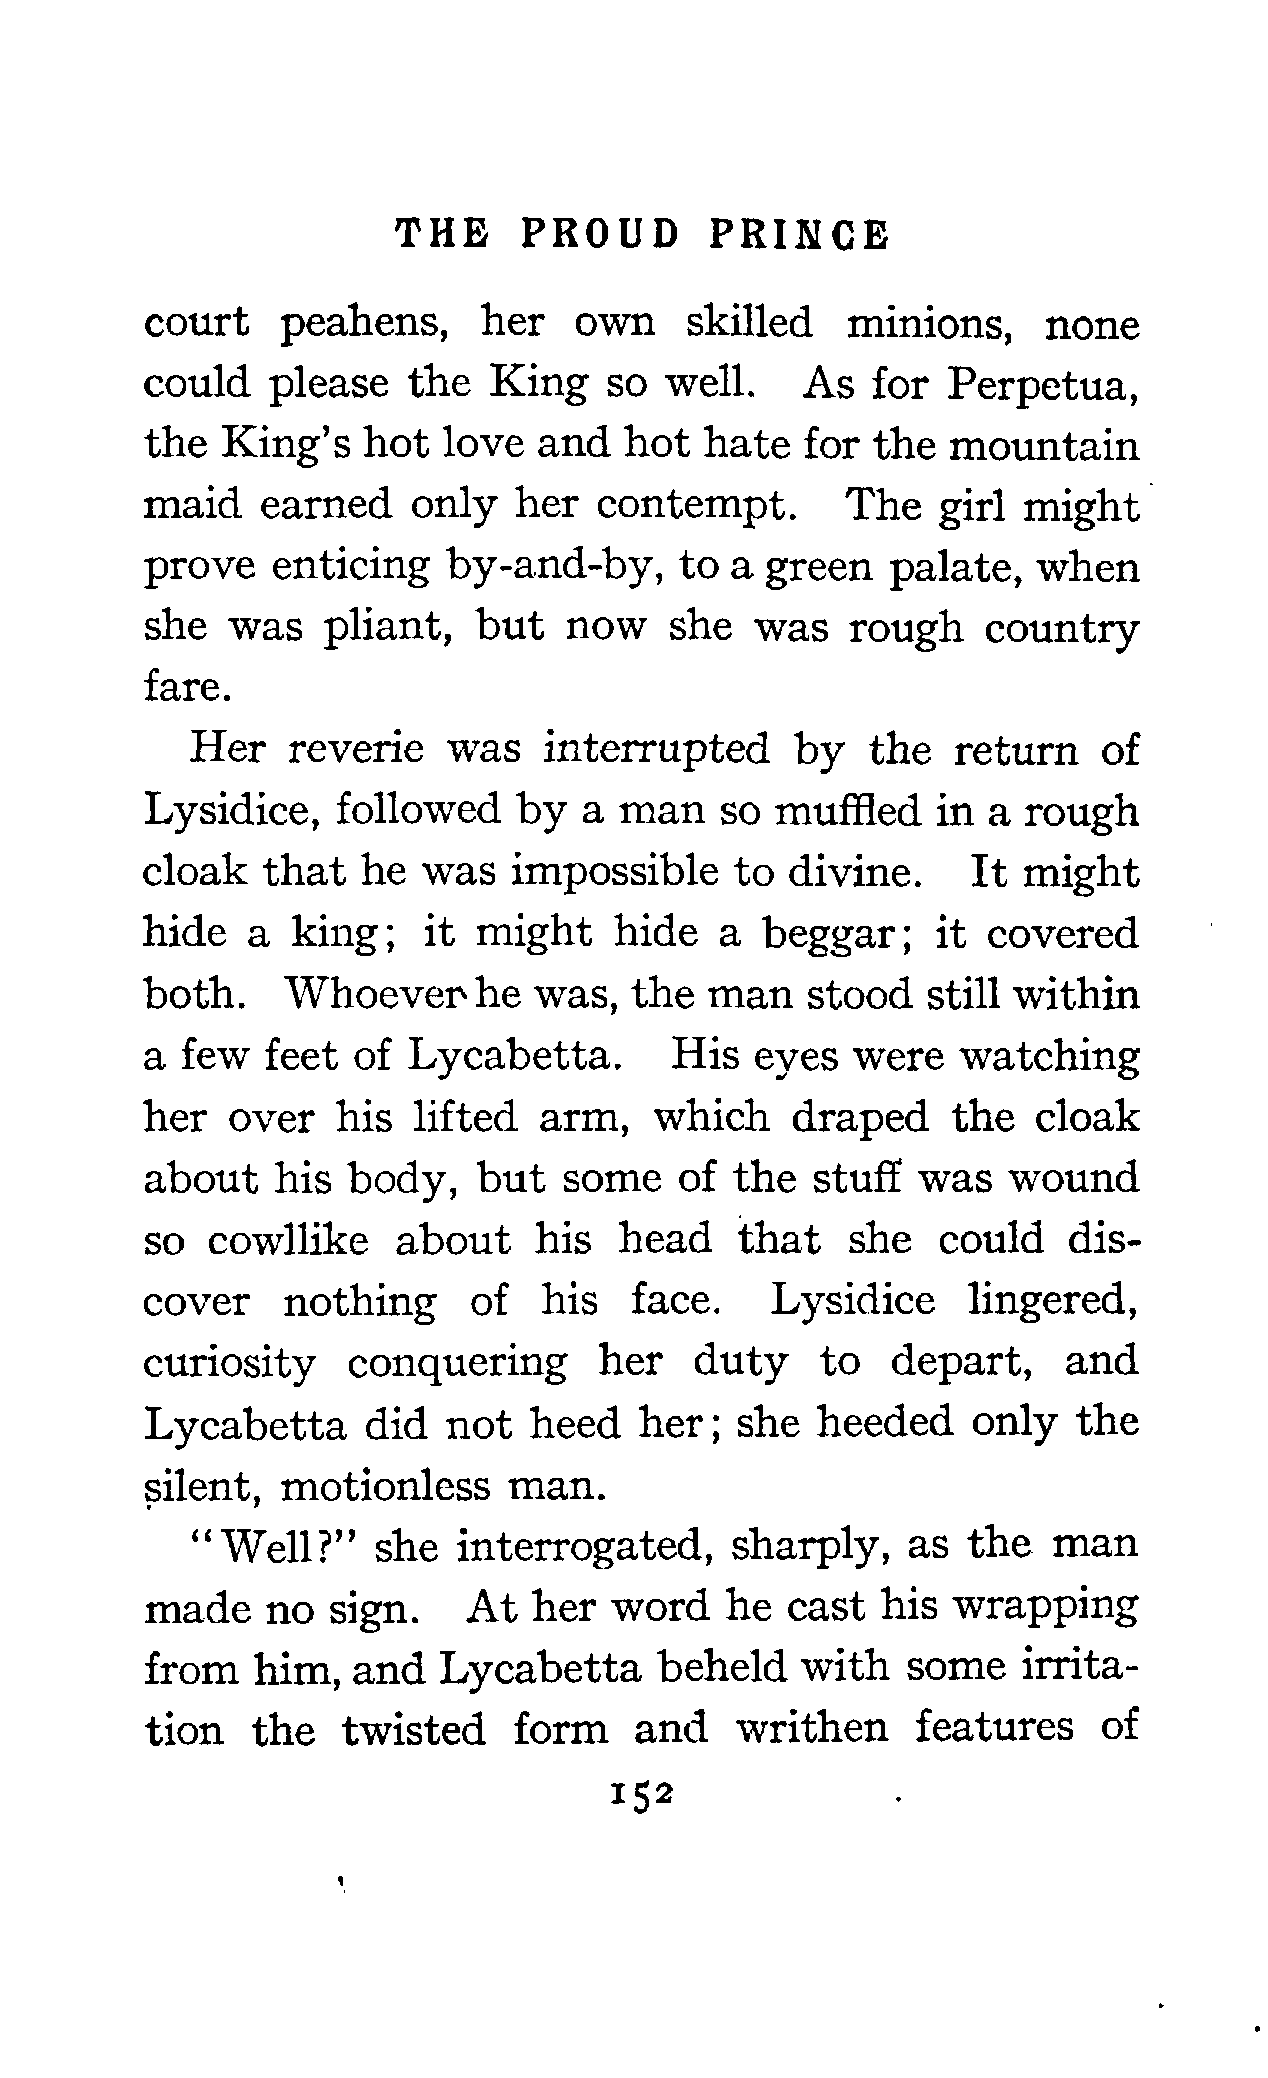 THE PROUD PRINCE
court peahens, her own skilled minions, none
could please the King so well. As for Perpetua,
the King's hot love and hot hate for the mountain
maid earned only her contempt. The girl might
prove enticing by-and-by, to a green palate, when
she was pliant, but now she was rough country
fare.
Her reverie was interrupted by the return of
Lysidice, followed by a man so muffled in a rough
cloak that he was impossible to divine. It might
hide a king; it might hide a beggar; it covered
both. Whoever he was, the man stood still within
a few feet of Lycabetta. His eyes were watching
her over his lifted arm, which draped the cloak
about his body, but some of the stuff was wound
so cowllike about his head that she could dis-
cover nothing of his face. Lysidice lingered,
curiosity conquering her duty to depart, and
Lycabetta did not heed her; she heeded only the
silent, motionless man.
"Well?" she interrogated, sharply, as the man
made no sign. At her word he cast his wrapping
from him, and Lycabetta beheld with some irrita-
tion the twisted form and writhen features of
152